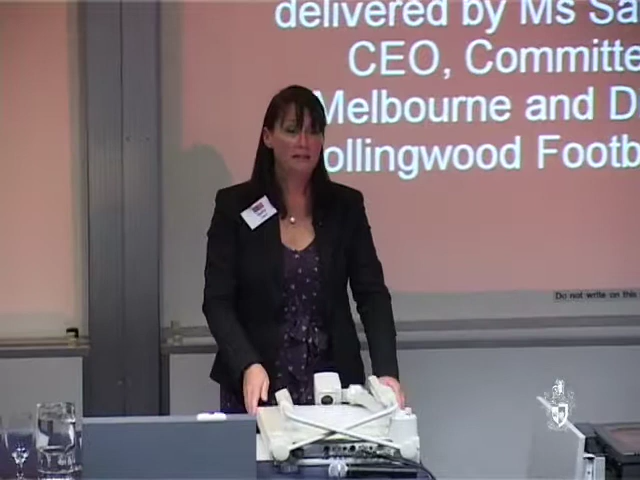 delivered by Ms Sa
CEO, Committe
Melbourne and D
ollingwood Footb
Do not write on this